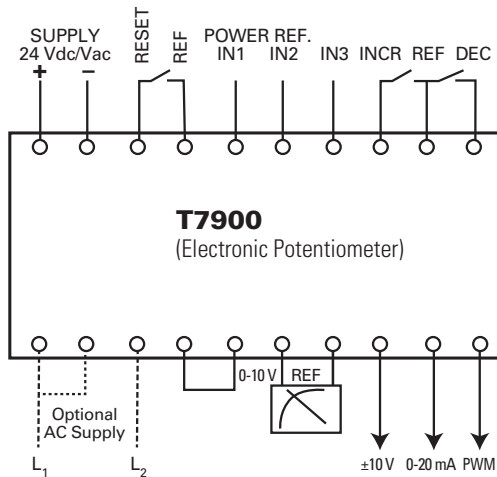 SUPPLY
24 Vdc/Vac
+ −
RESET
REF
POWER REF.
IN1 IN2 IN3 INCR REF DEC
T7900
(Electronic Potentiometer)
0-10 V REF
Optional
AC Supply
L1 L2 ±10 V 0-20 mA PWM